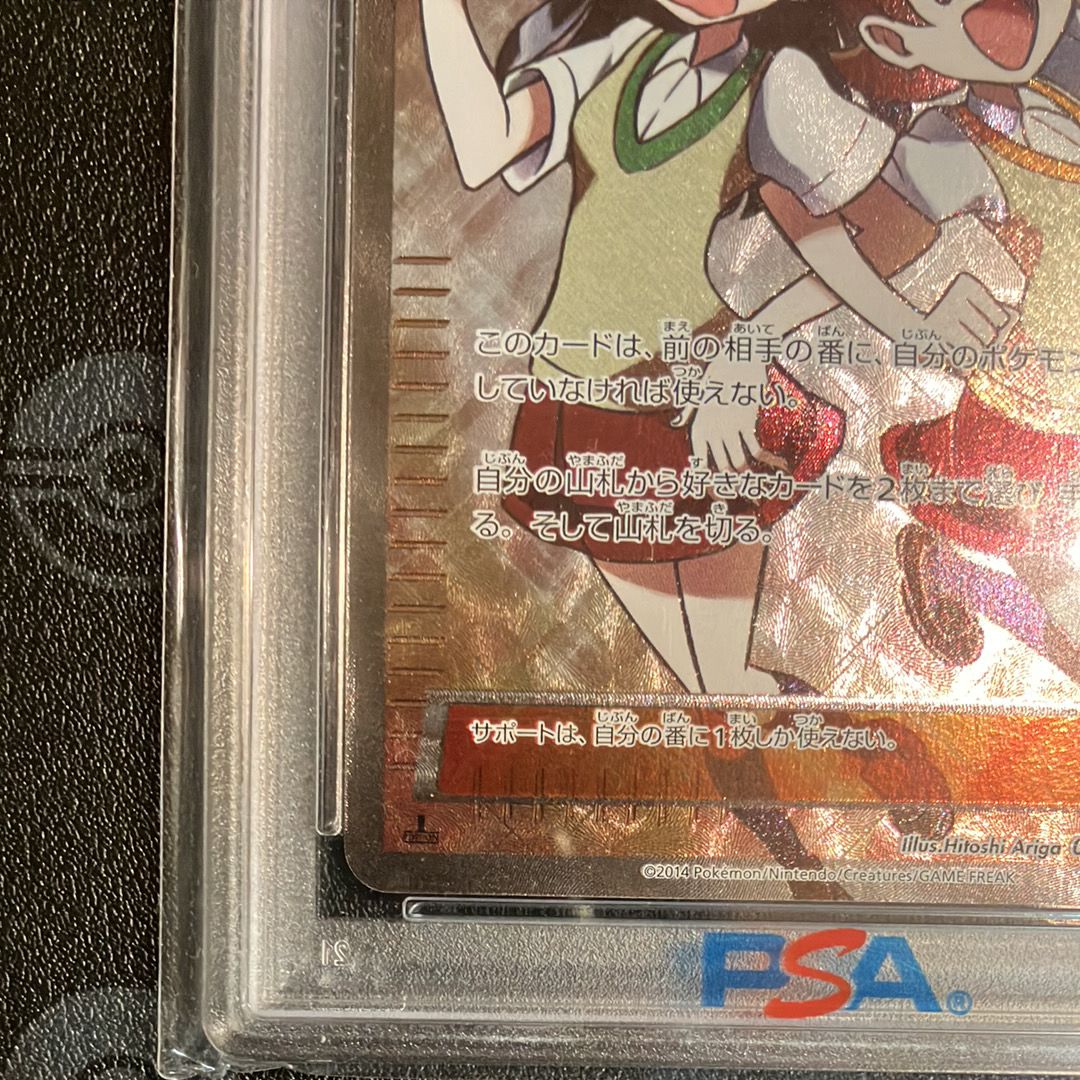 このカードは、前の相手の番に、自分のポケモン
していなければ使えない。
自分の山札から好きなカードを2枚まで選び、手
る。そして山札を切る。
サポートは、自分の番に1枚しか使えない。
Illus.Hitoshi Ariga
©2014 Pokémon/Nintendo/Creatures/GAME FREAK
PSA®